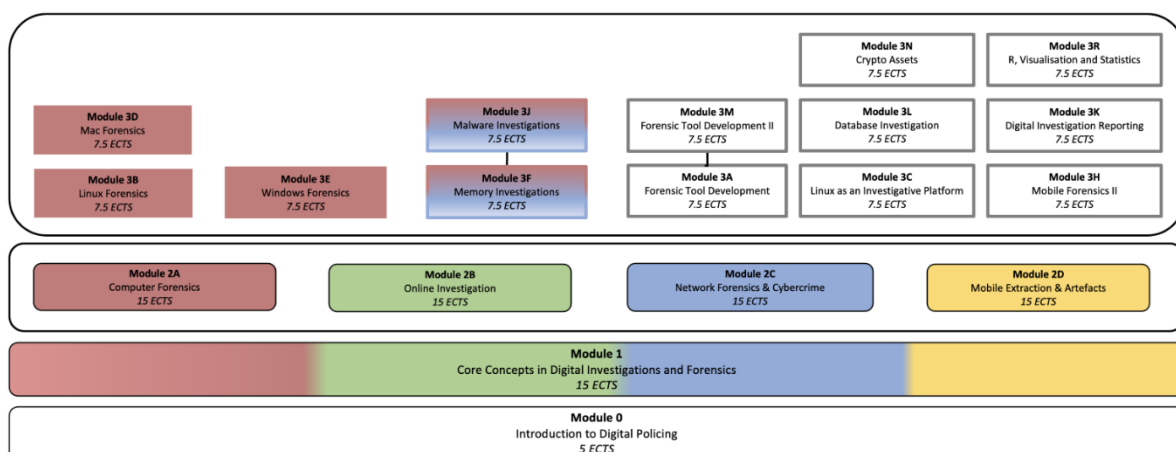 Module 3N
Crypto Assets
7.5 ECTS
Module 3R
R, Visualisation and Statistics
7.5 ECTS
Module 3D
Mac Forensics
7.5 ECTS
Module 3J
Malware Investigations
7.5 ECTS
Module 3M
Forensic Tool Development II
7.5 ECTS
Module 3L
Database Investigation
7.5 ECTS
Module 3K
Digital Investigation Reporting
7.5 ECTS
Module 3B
Linux Forensics
7.5 ECTS
Module 3E
Windows Forensics
7.5 ECTS
Module 3F
Memory Investigations
7.5 ECTS
Module 3A
Forensic Tool Development
7.5 ECTS
Module 3C
Linux as an Investigative Platform
7.5 ECTS
Module 3H
Mobile Forensics II
7.5 ECTS
Module 2A
Computer Forensics
15 ECTS
Module 2B
Online Investigation
15 ECTS
Module 2C
Network Forensics & Cybercrime
15 ECTS
Module 2D
Mobile Extraction & Artefacts
15 ECTS
Module 1
Core Concepts in Digital Investigations and Forensics
15 ECTS
Module 0
Introduction to Digital Policing
5 ECTS